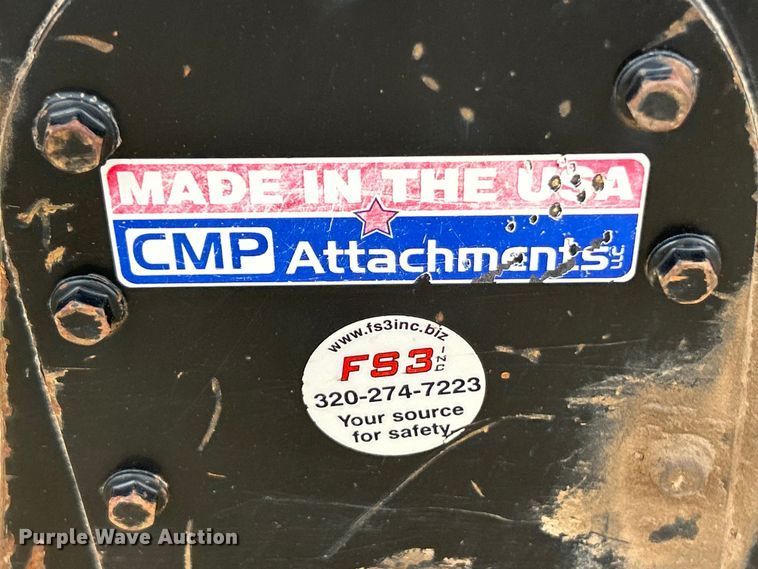 MADE IN THE USA
CMP Attachments LLC
www.fs3inc.biz
FS3 INC
320-274-7223
Your source
for safety
Purple Wave Auction